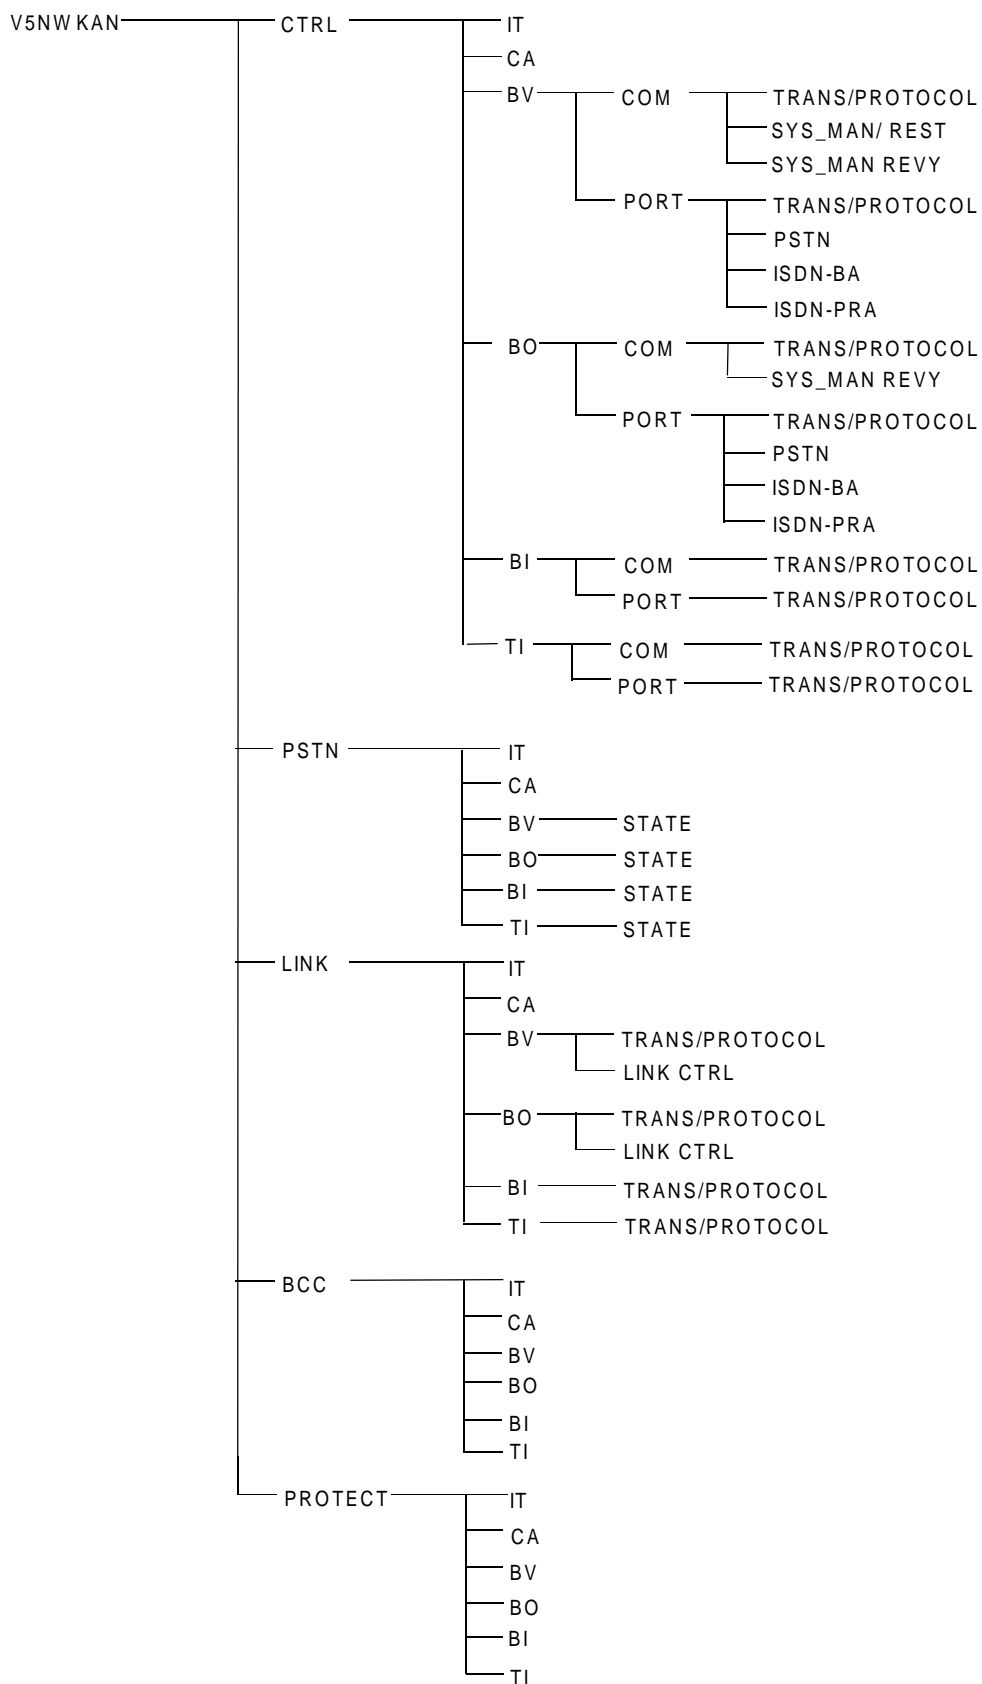 V5NWKAN CTRL IT
CA
BV COM TRANS/PROTOCOL
SYS_MAN/ REST
SYS_MAN REVY
PORT TRANS/PROTOCOL
PSTN
ISDN-BA
ISDN-PRA
BO COM TRANS/PROTOCOL
SYS_MAN REVY
PORT TRANS/PROTOCOL
PSTN
ISDN-BA
ISDN-PRA
BI COM TRANS/PROTOCOL
PORT TRANS/PROTOCOL
TI COM TRANS/PROTOCOL
PORT TRANS/PROTOCOL
PSTN IT
CA
BV STATE
BO STATE
BI STATE
TI STATE
LINK IT
CA
BV TRANS/PROTOCOL
LINK CTRL
BO TRANS/PROTOCOL
LINK CTRL
BI TRANS/PROTOCOL
TI TRANS/PROTOCOL
BCC IT
CA
BV
BO
BI
TI
PROTECT IT
CA
BV
BO
BI
TI